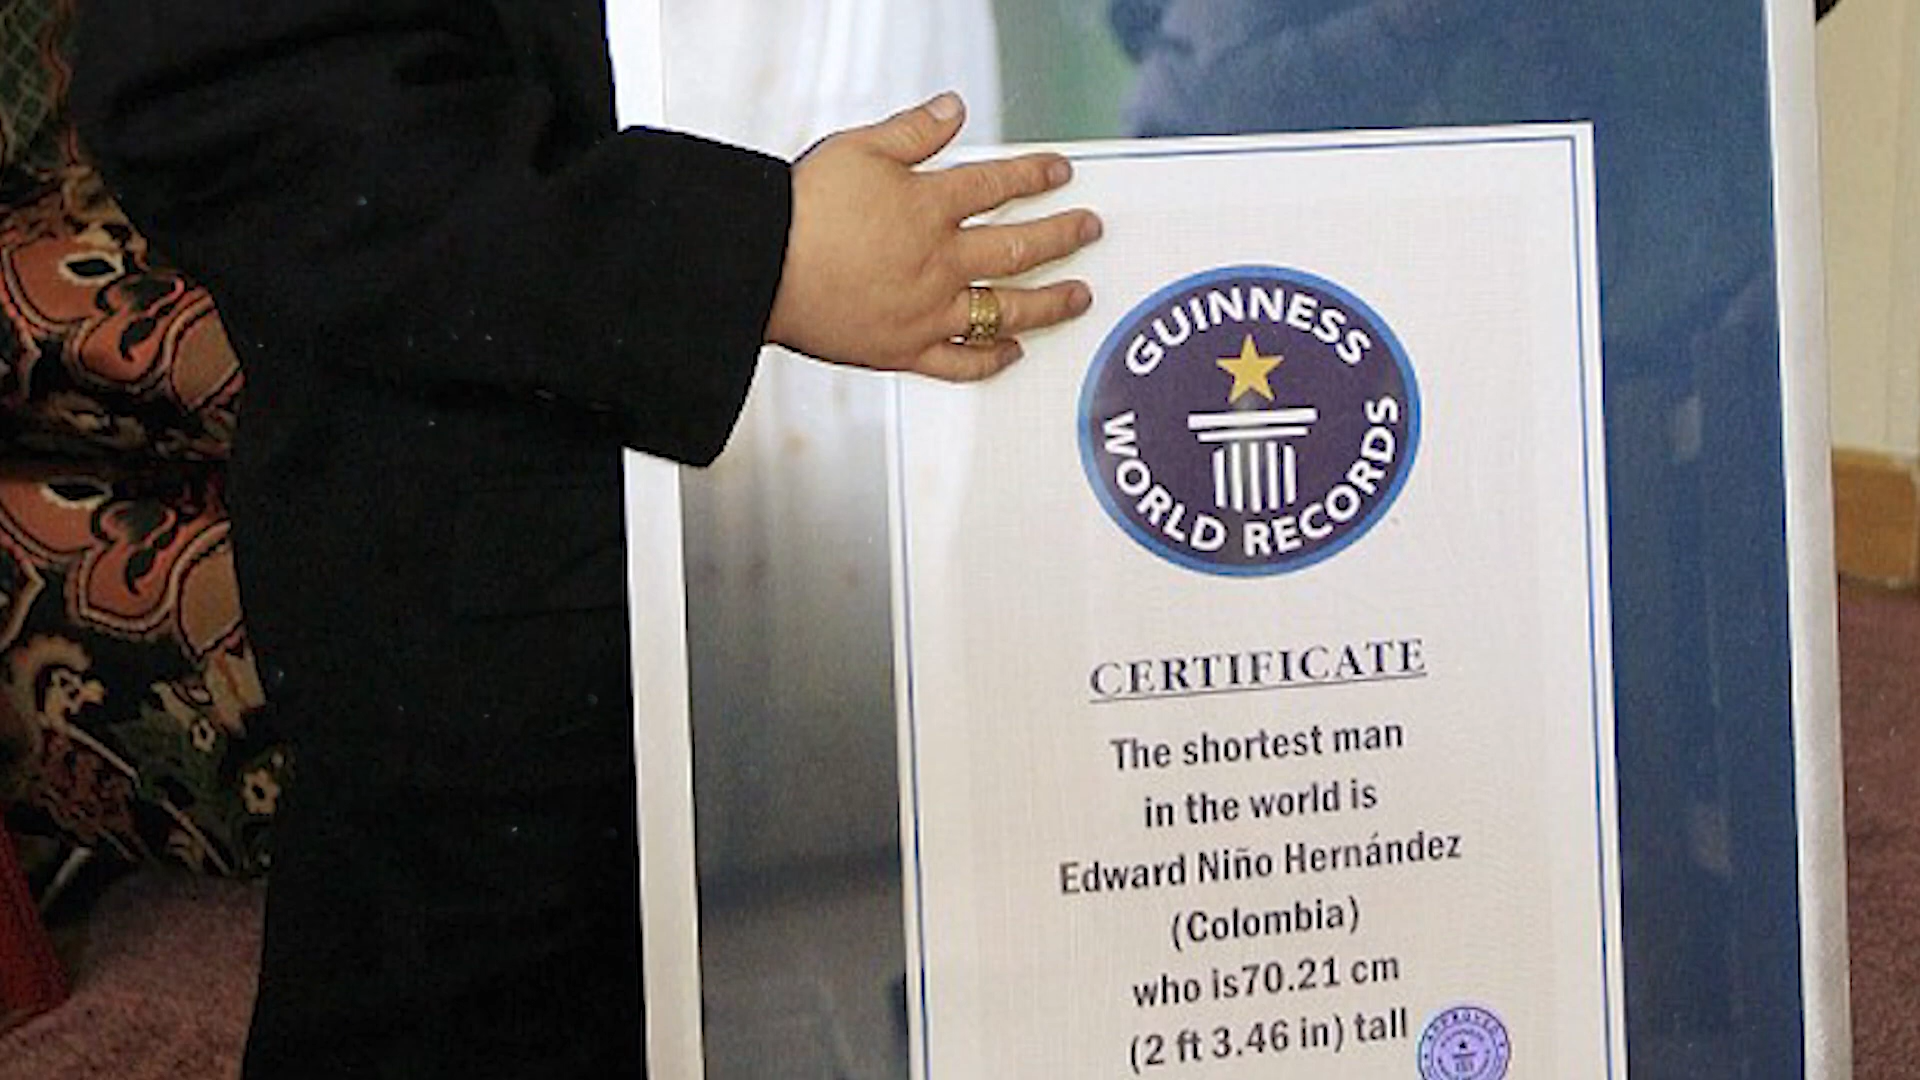 GUINNESS
WORLD RECORDS
CERTIFICATE
The shortest man
in the world is
Edward Niño Hernández
(Colombia)
who is70.21 cm
(2 ft 3.46 in) tall
APPROVED